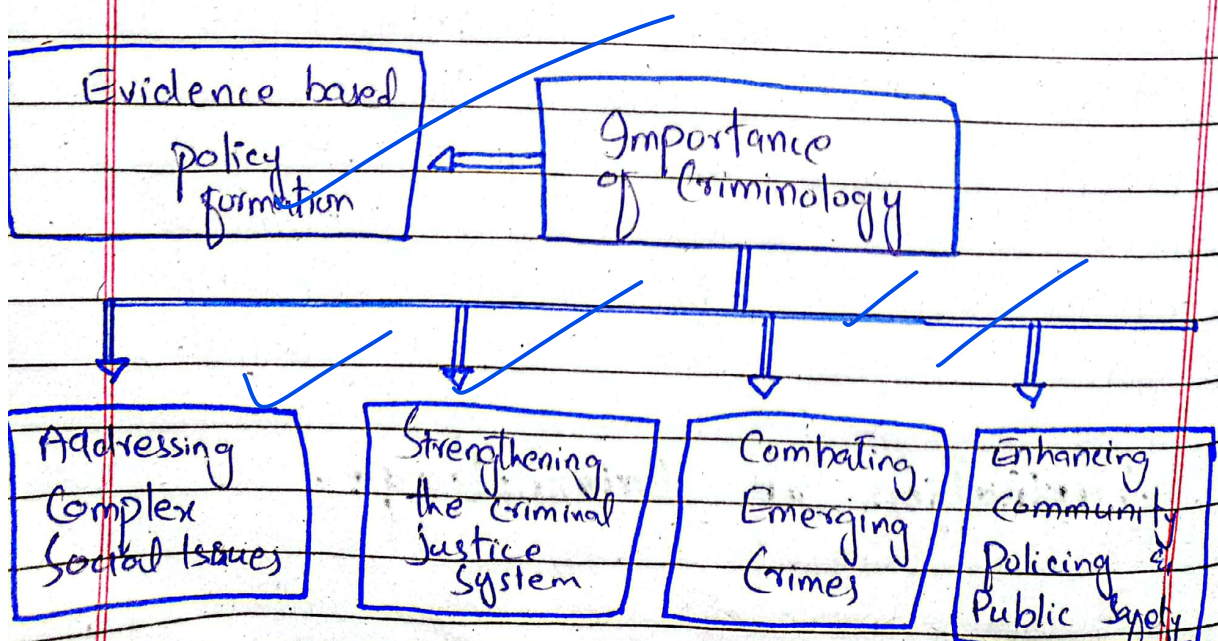 Evidence based
policy
formation
Importance
of Criminology
Addressing
Complex
Social Issues
Strengthening
the criminal
justice
system
Combating
Emerging
Crimes
Enhancing
community
Policing &
Public Safety